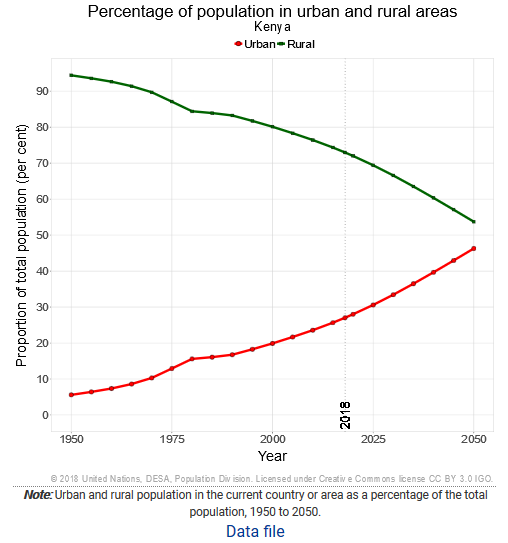 Percentage of population in urban and rural areas
Kenya
Urban Rural
Proportion of total population (per cent)
90
80
70
60
50
40
30
20
10
0
2018
1950 1975 2000 2025 2050
Year
© 2018 United Nations, DESA, Population Division. Licensed under Creative Commons license CC BY 3.0 IGO.
Note: Urban and rural population in the current country or area as a percentage of the total
population, 1950 to 2050.
Data file